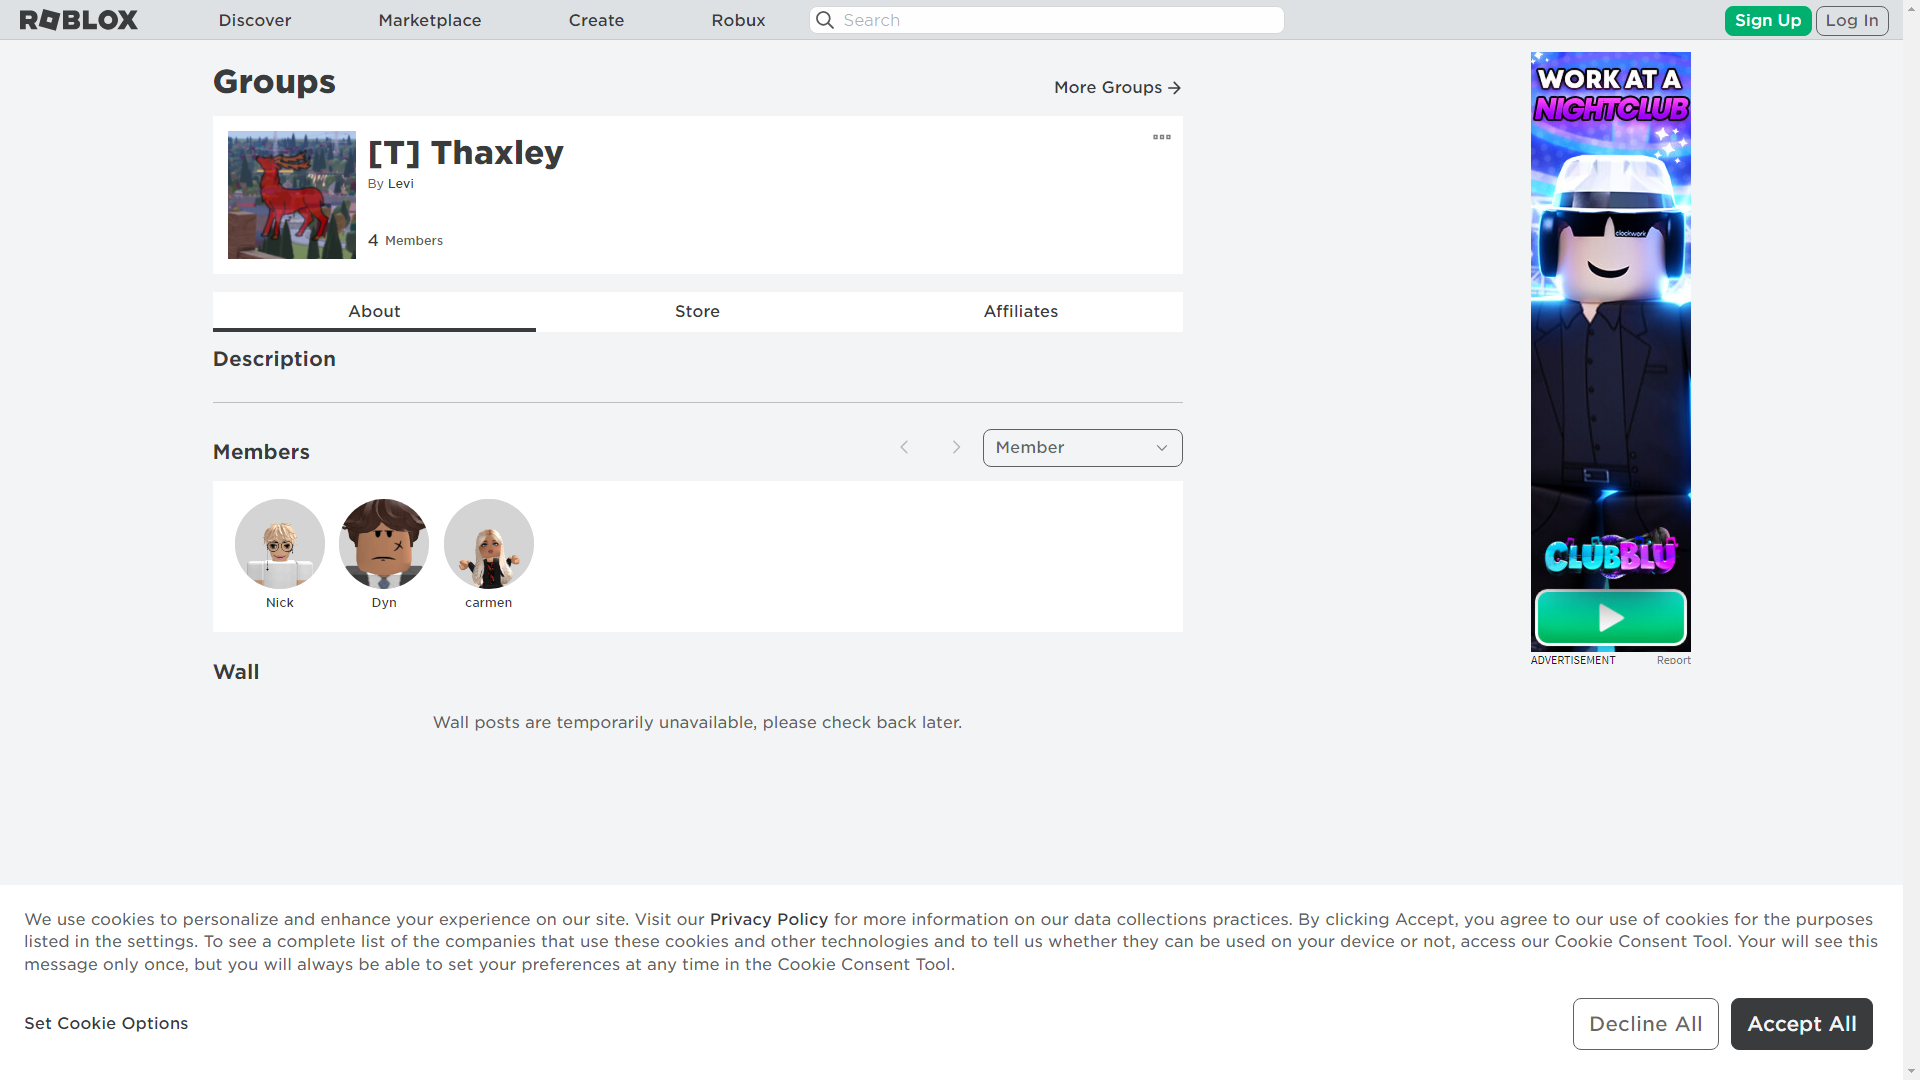 ROBLOX
Discover
Marketplace
Create
Robux
Search
Sign Up
Log In
Groups
More Groups
[T] Thaxley
By Levi
4 Members
About
Store
Affiliates
Description
Members
Member
Nick
Dyn
carmen
Wall
Wall posts are temporarily unavailable, please check back later.
WORK AT A
NIGHTCLUB
clockwork
CLUBBLU
ADVERTISEMENT
Report
We use cookies to personalize and enhance your experience on our site. Visit our Privacy Policy for more information on our data collections practices. By clicking Accept, you agree to our use of cookies for the purposes
listed in the settings. To see a complete list of the companies that use these cookies and other technologies and to tell us whether they can be used on your device or not, access our Cookie Consent Tool. Your will see this
message only once, but you will always be able to set your preferences at any time in the Cookie Consent Tool.
Set Cookie Options
Decline All
Accept All